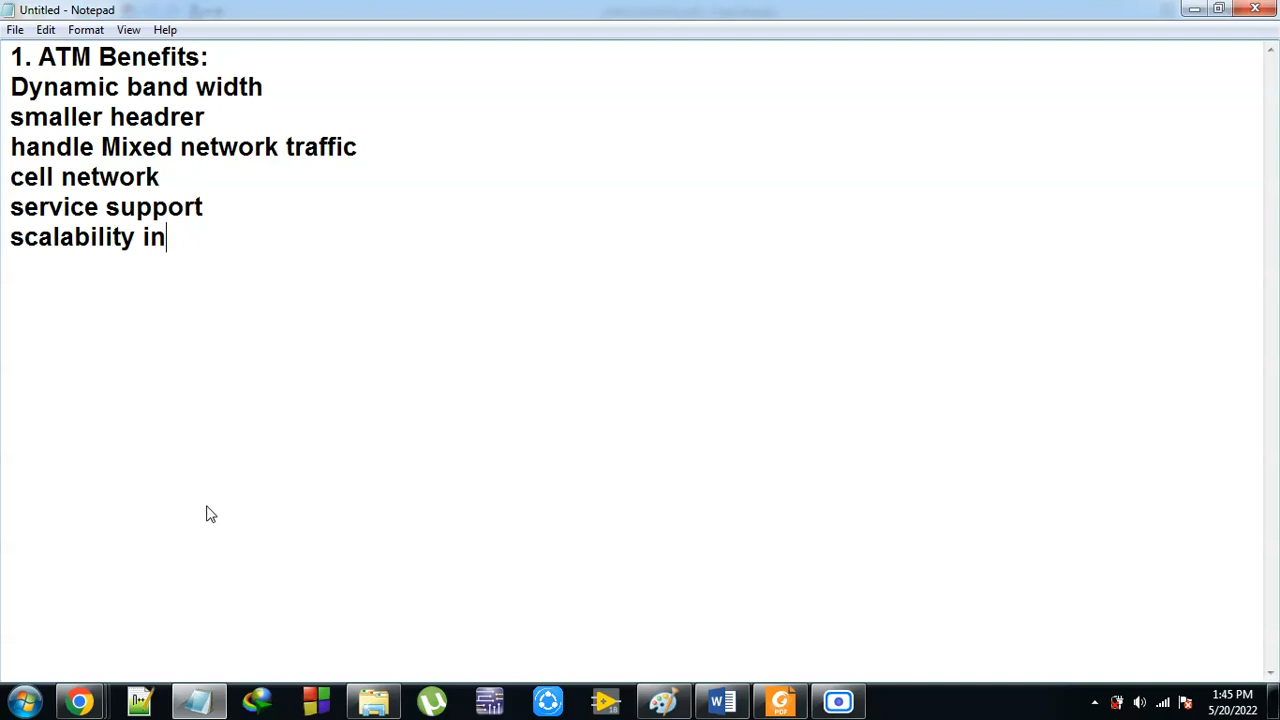 Untitled - Notepad
File Edit Format View Help
1. ATM Benefits:
Dynamic band width
smaller headrer
handle Mixed network traffic
cell network
service support
scalability in
1:45 PM
5/20/2022